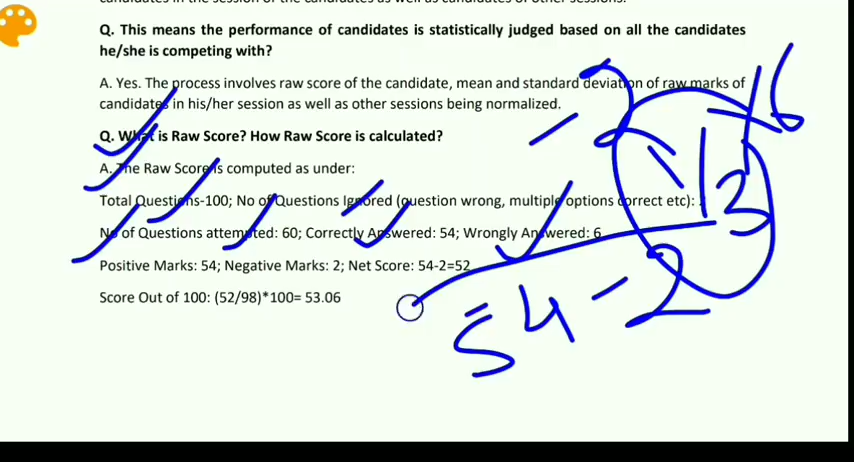 Q. This means the performance of candidates is statistically judged based on all the candidates
he/she is competing with?
A. Yes. The process involves raw score of the candidate, mean and standard deviation of raw marks of
candidates in his/her session as well as other sessions being normalized.
Q. What is Raw Score? How Raw Score is calculated?
A. The Raw Score is computed as under:
Total Questions-100; No of Questions Ignored (question wrong, multiple options correct etc):
No of Questions attempted: 60; Correctly Answered: 54; Wrongly Answered: 6
Positive Marks: 54; Negative Marks: 2; Net Score: 54-2=52
Score Out of 100: (52/98)*100= 53.06
54-2